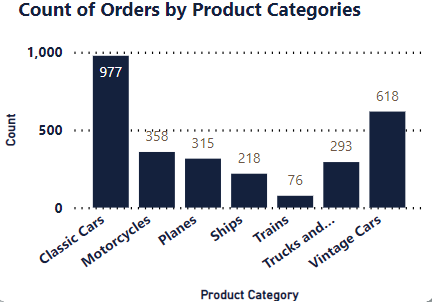 Count of Orders by Product Categories
Count
1,000
500
0
977
358
315
218
76
293
618
Classic Cars
Motorcycles
Planes
Ships
Trains
Trucks and...
Vintage Cars
Product Category